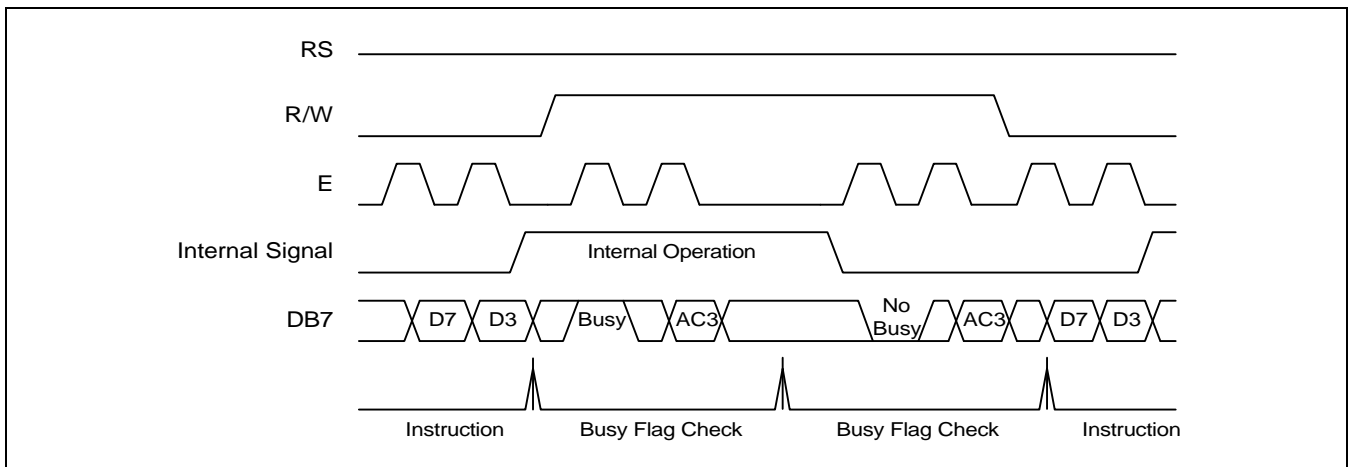 RS
R/W
E
Internal Signal
Internal Operation
DB7
D7
D3
Busy
AC3
No
Busy
AC3
D7
D3
Instruction
Busy Flag Check
Busy Flag Check
Instruction